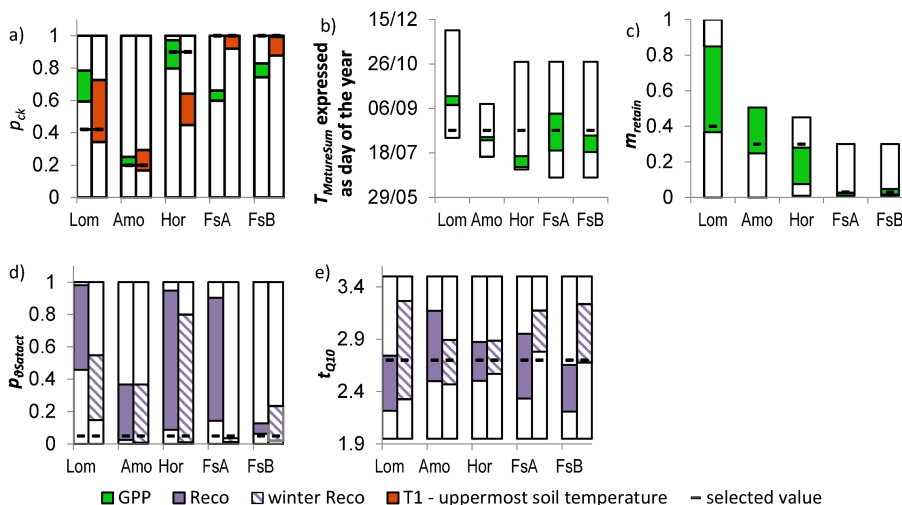 a)
1
0.8
0.6
0.4
0.2
0
p_ck
Lom Amo Hor FsA FsB
b)
15/12
26/10
06/09
18/07
29/05
T_MatureSum expressed
as day of the year
Lom Amo Hor FsA FsB
c)
1
0.8
0.6
0.4
0.2
0
m_retain
Lom Amo Hor FsA FsB
d)
1
0.8
0.6
0.4
0.2
0
p_θSatact
Lom Amo Hor FsA FsB
e)
3.4
2.9
2.4
1.9
t_Q10
Lom Amo Hor FsA FsB
GPP Reco winter Reco T1 - uppermost soil temperature selected value